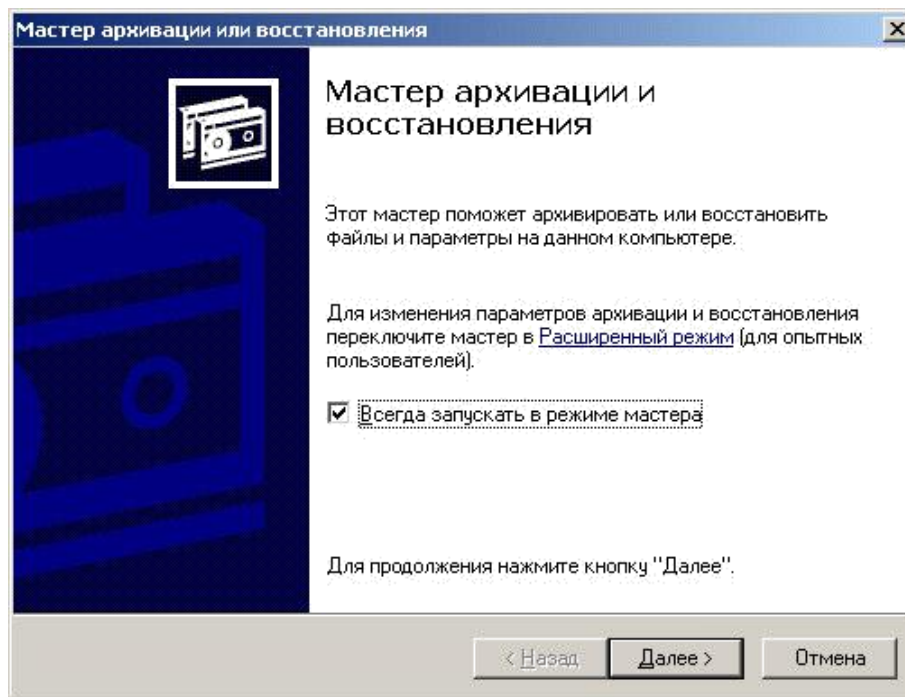 Мастер архивации или восстановления
Мастер архивации и
восстановления
Этот мастер поможет архивировать или восстановить
файлы и параметры на данном компьютере.
Для изменения параметров архивации и восстановления
переключите мастер в Расширенный режим (для опытных
пользователей).
Всегда запускать в режиме мастера
Для продолжения нажмите кнопку "Далее".
< Назад Далее > Отмена